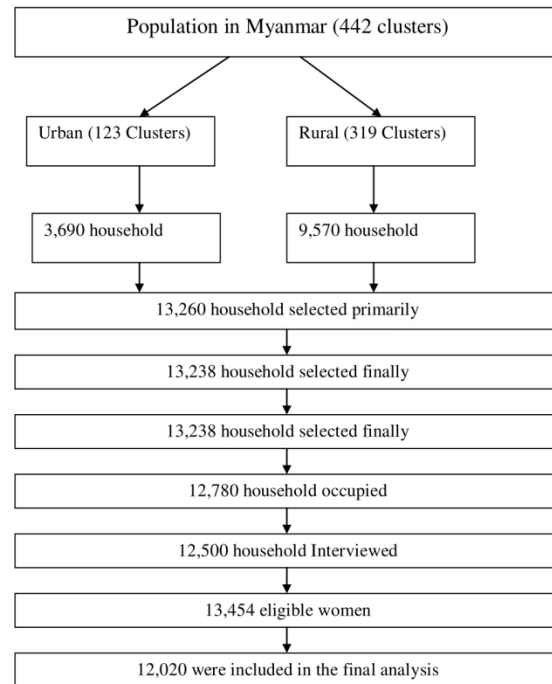 Population in Myanmar (442 clusters)
Urban (123 Clusters)
Rural (319 Clusters)
3,690 household
9,570 household
13,260 household selected primarily
13,238 household selected finally
13,238 household selected finally
12,780 household occupied
12,500 household Interviewed
13,454 eligible women
12,020 were included in the final analysis